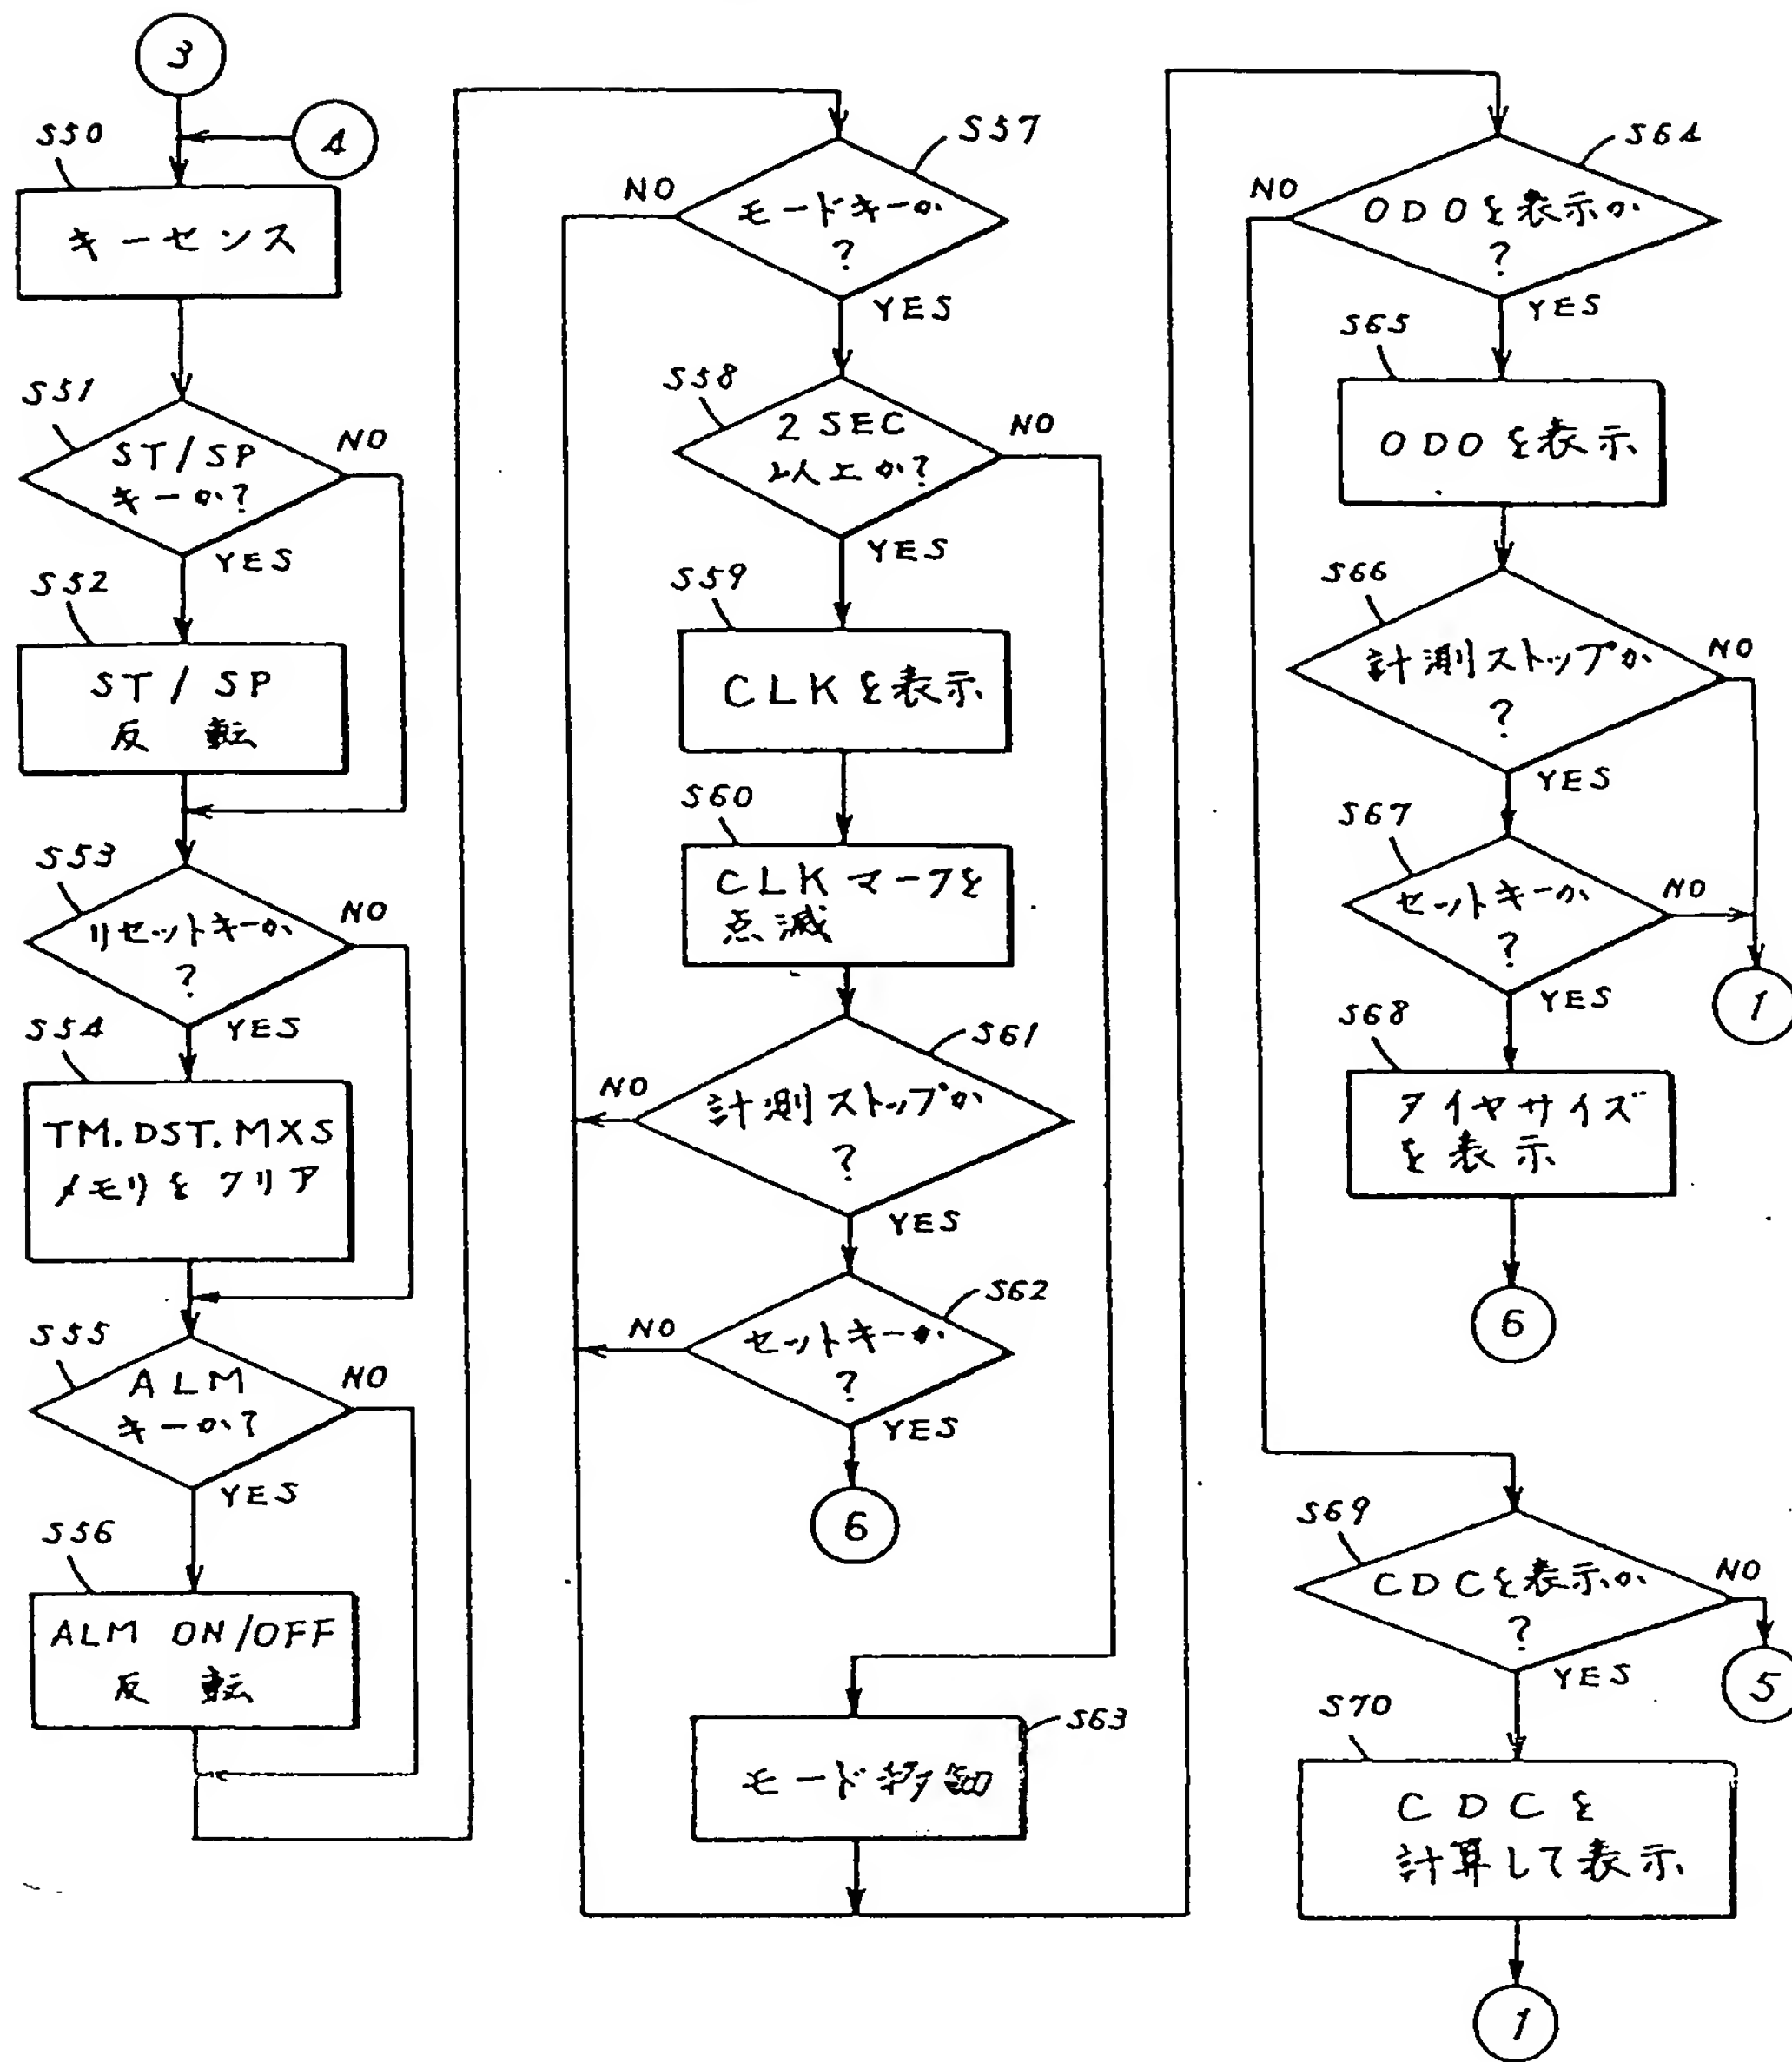 3
4
S50
キーセンス
S51
ST/SP
キーか?
NO
YES
S52
ST/SP
反転
S53
リセットキーか
?
NO
YES
S54
TM.DST.MXS
メモリをクリア
S55
ALM
キーか?
NO
YES
S56
ALM ON/OFF
反転
S57
モードキーか
?
NO
YES
S58
2 SEC
以上か?
NO
YES
S59
CLKを表示
S60
CLKマークを
点滅
S61
計測ストップか
?
NO
YES
S62
セットキーか
?
NO
YES
6
S63
モード移動
S64
ODOを表示か
?
NO
YES
S65
ODOを表示
S66
計測ストップか
?
NO
YES
S67
セットキーか
?
NO
YES
1
S68
タイヤサイズ
を表示
6
S69
CDCを表示か
?
NO
YES
5
S70
CDCを
計算して表示
1